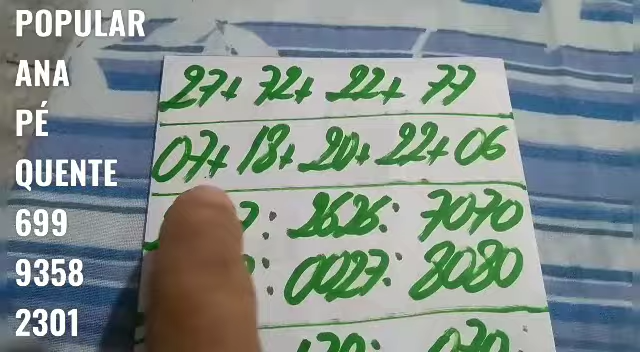 POPULAR
ANA
PÉ
QUENTE
699
9358
2301
27+ 72+ 22+ 77
07+ 18+ 20+ 22+ 06
: 2626: 7070
: 0027: 8080